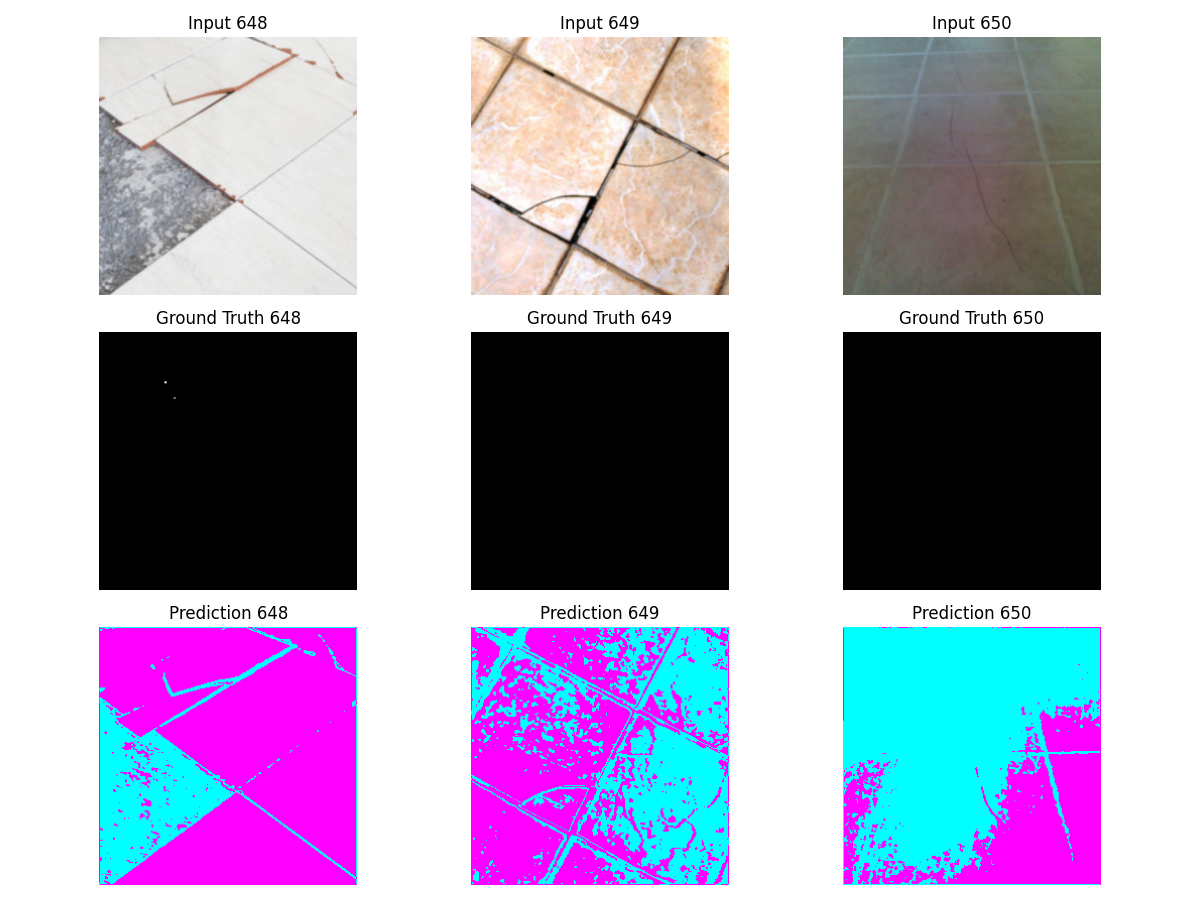 Input 648
Input 649
Input 650
Ground Truth 648
Ground Truth 649
Ground Truth 650
Prediction 648
Prediction 649
Prediction 650